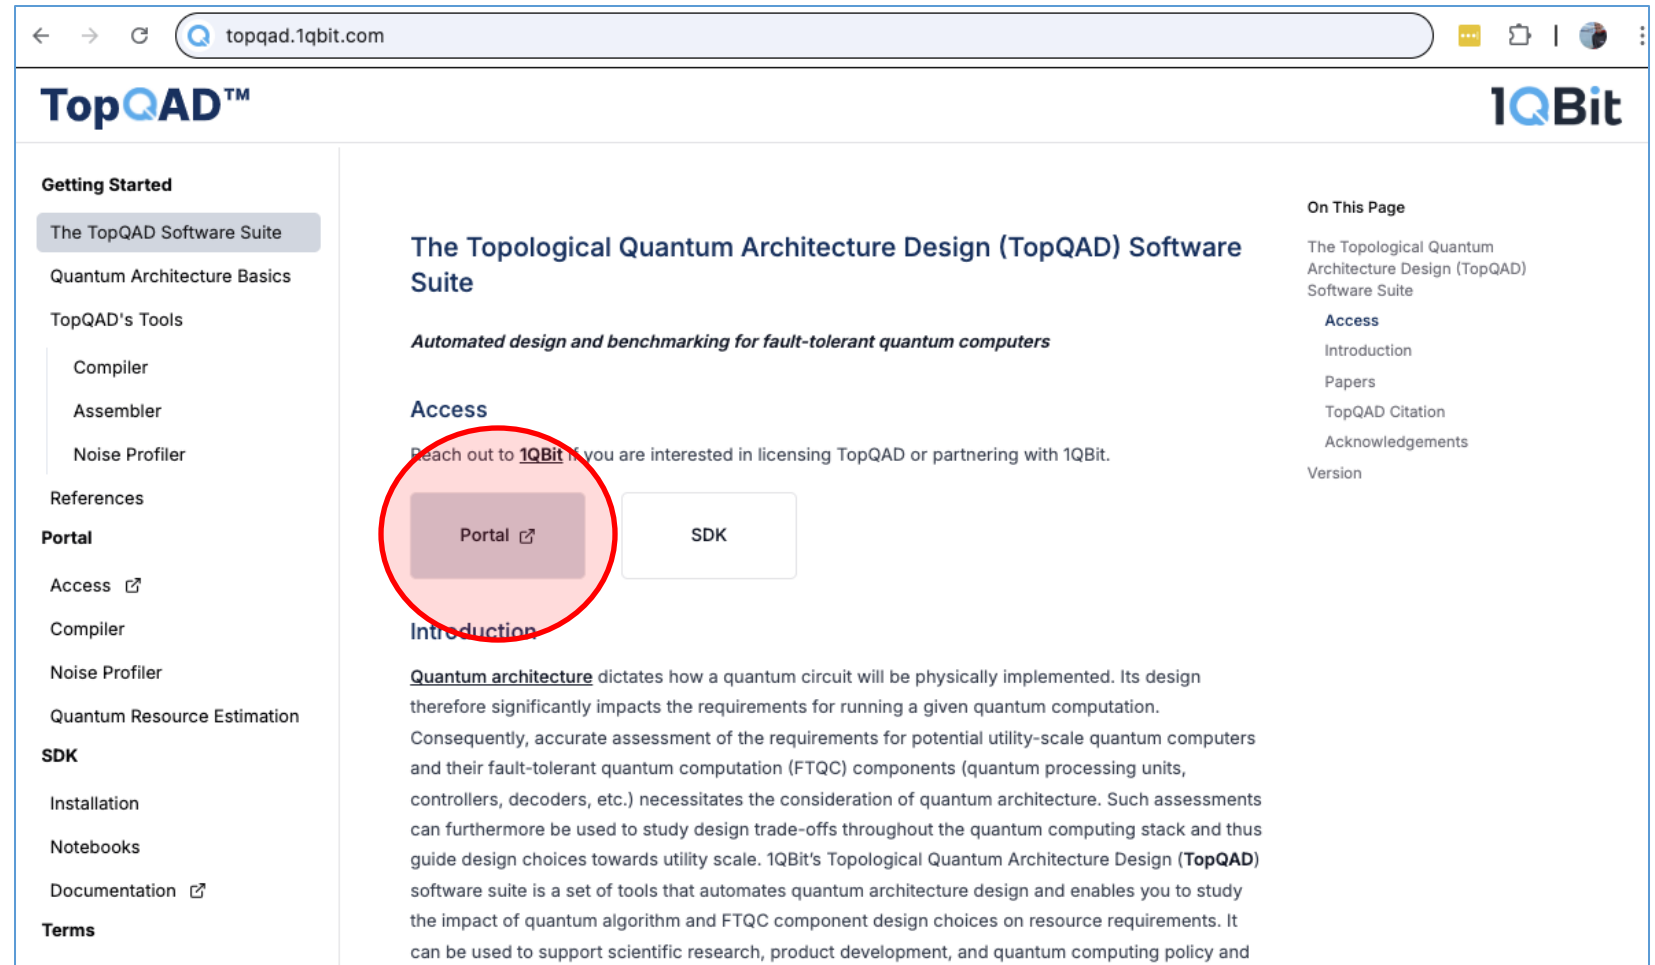 topqad.1qbit.com
TopQAD™
1QBit
Getting Started
The TopQAD Software Suite
Quantum Architecture Basics
TopQAD's Tools
Compiler
Assembler
Noise Profiler
References
Portal
Access
Compiler
Noise Profiler
Quantum Resource Estimation
SDK
Installation
Notebooks
Documentation
Terms
The Topological Quantum Architecture Design (TopQAD) Software
Suite
Automated design and benchmarking for fault-tolerant quantum computers
Access
Reach out to 1QBit if you are interested in licensing TopQAD or partnering with 1QBit.
Portal
SDK
Introduction
Quantum architecture dictates how a quantum circuit will be physically implemented. Its design
therefore significantly impacts the requirements for running a given quantum computation.
Consequently, accurate assessment of the requirements for potential utility-scale quantum computers
and their fault-tolerant quantum computation (FTQC) components (quantum processing units,
controllers, decoders, etc.) necessitates the consideration of quantum architecture. Such assessments
can furthermore be used to study design trade-offs throughout the quantum computing stack and thus
guide design choices towards utility scale. 1QBit's Topological Quantum Architecture Design (TopQAD)
software suite is a set of tools that automates quantum architecture design and enables you to study
the impact of quantum algorithm and FTQC component design choices on resource requirements. It
can be used to support scientific research, product development, and quantum computing policy and
On This Page
The Topological Quantum
Architecture Design (TopQAD)
Software Suite
Access
Introduction
Papers
TopQAD Citation
Acknowledgements
Version